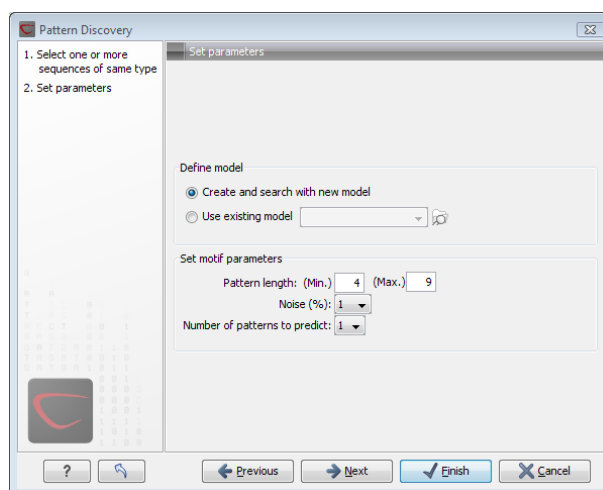 Pattern Discovery
1. Select one or more
sequences of same type
2. Set parameters
Set parameters
Define model
Create and search with new model
Use existing model
Set motif parameters
Pattern length: (Min.) 4 (Max.) 9
Noise (%): 1
Number of patterns to predict: 1
? Previous Next Finish Cancel